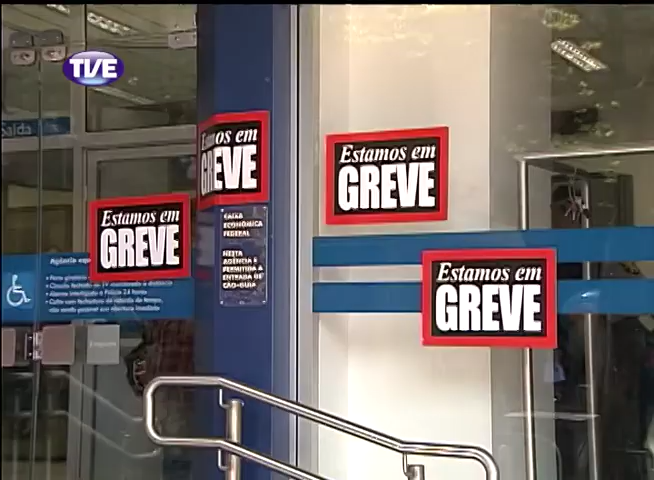 TVE
Saída
Estamos em
GREVE
Estamos em
GREVE
Estamos em
GREVE
Estamos em
GREVE
CAIXA
ECONÔMICA
FEDERAL
NESTA
AGÊNCIA É
PERMITIDA A
ENTRADA DE
CÃO-GUIA